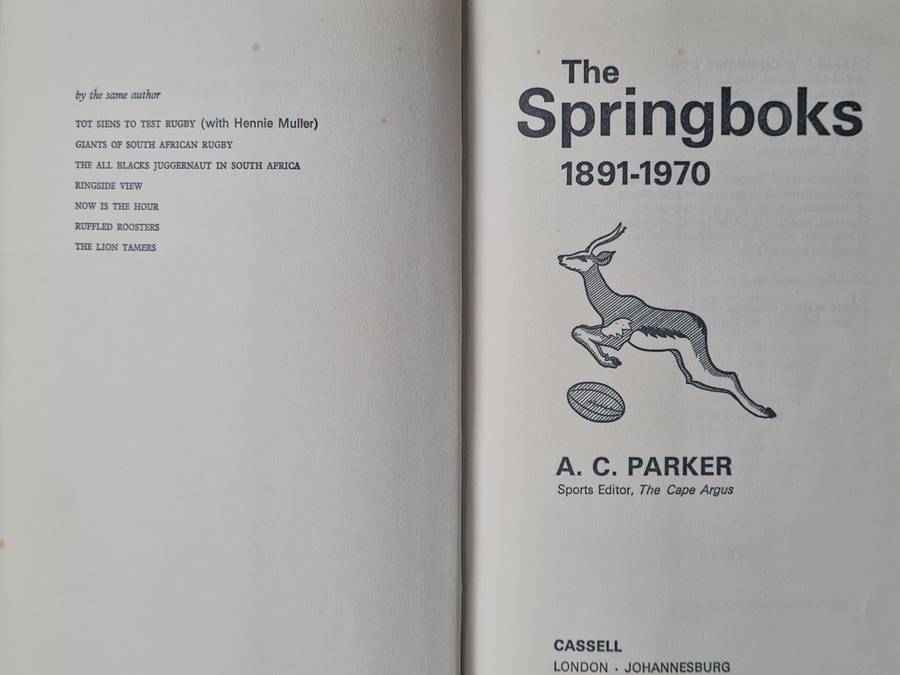 by the same author
TOT SIENS TO TEST RUGBY (with Hennie Muller)
GIANTS OF SOUTH AFRICAN RUGBY
THE ALL BLACKS JUGGERNAUT IN SOUTH AFRICA
RINGSIDE VIEW
NOW IS THE HOUR
RUFFLED ROOSTERS
THE LION TAMERS
The
Springboks
1891-1970
A. C. PARKER
Sports Editor, The Cape Argus
CASSELL
LONDON · JOHANNESBURG